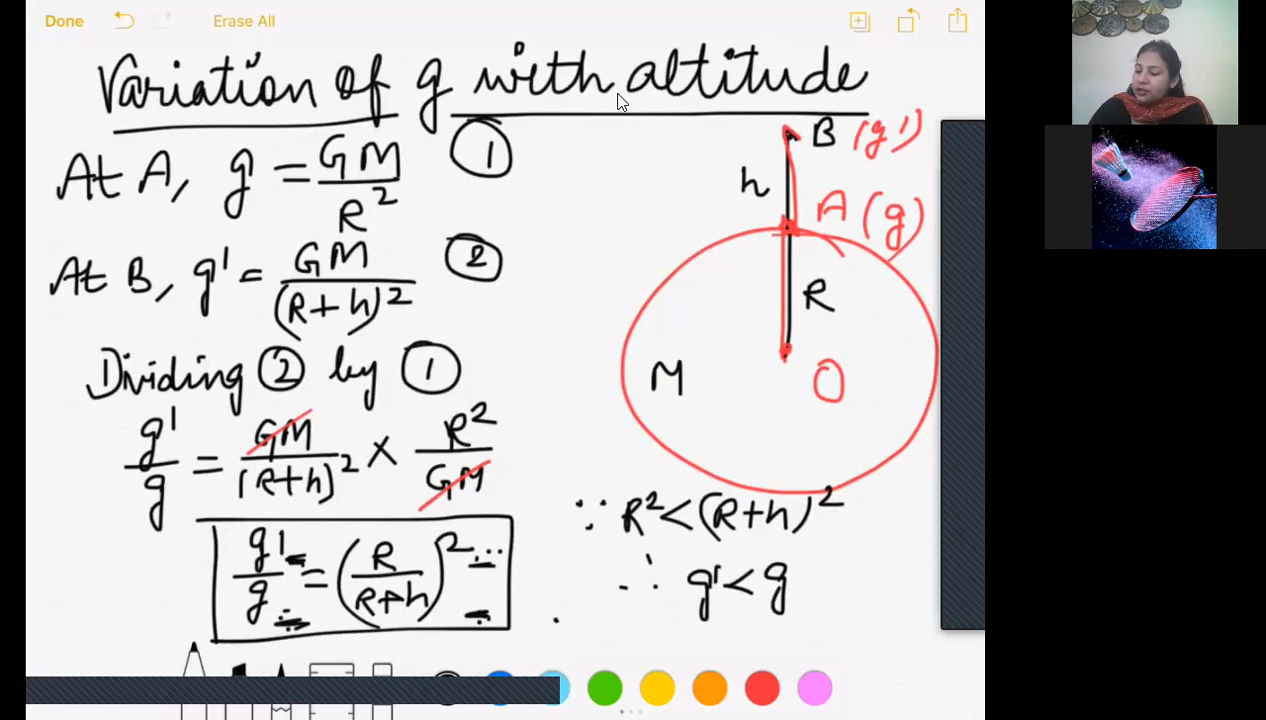 Done
Erase All
Variation of g with altitude
At A, g = GM/R² ①
At B, g' = GM/(R+h)² ②
Dividing ② by ①
g'/g = GM/(R+h)² × R²/GM
g'/g = (R/R+h)²
B (g')
h
A (g)
R
M
O
∵ R² < (R+h)²
∴ g' < g